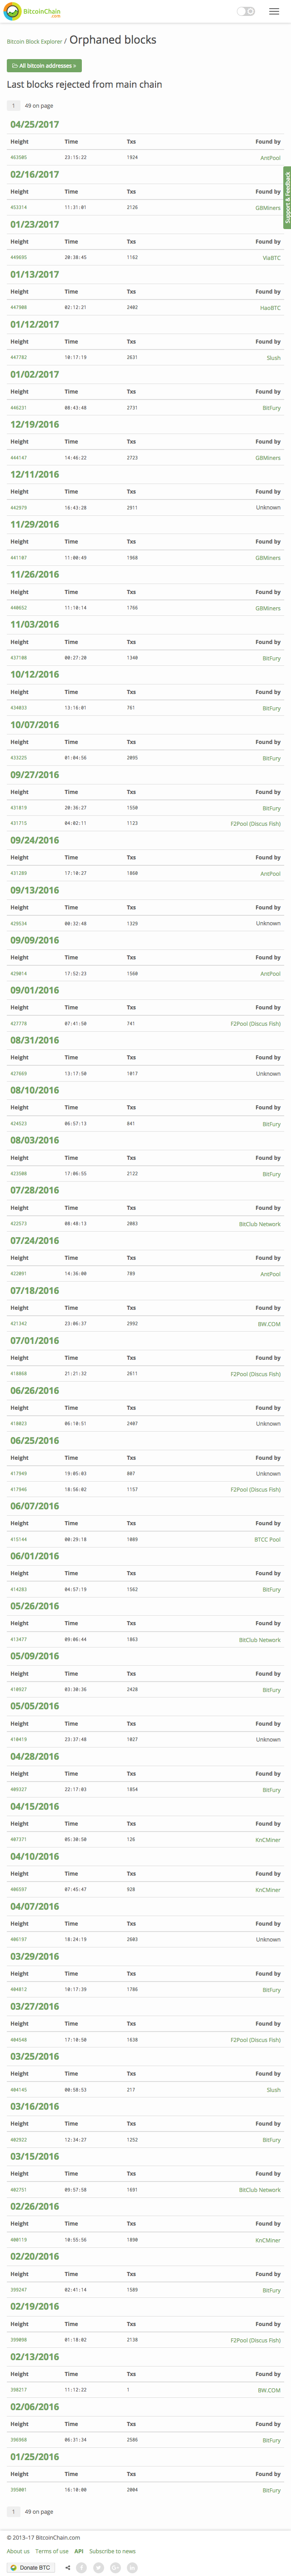 BitcoinChain
.com
Bitcoin Block Explorer / Orphaned blocks
All bitcoin addresses »
Last blocks rejected from main chain
1 49 on page
Support & Feedback
04/25/2017
Height Time Txs Found by
463505 23:15:22 1924 AntPool
02/16/2017
Height Time Txs Found by
453314 11:31:01 2126 GBMiners
01/23/2017
Height Time Txs Found by
449695 20:38:45 1162 ViaBTC
01/13/2017
Height Time Txs Found by
447908 02:12:21 2402 HaoBTC
01/12/2017
Height Time Txs Found by
447782 10:17:19 2631 Slush
01/02/2017
Height Time Txs Found by
446231 08:43:48 2731 BitFury
12/19/2016
Height Time Txs Found by
444147 14:46:22 2723 GBMiners
12/11/2016
Height Time Txs Found by
442979 16:43:28 2811 Unknown
11/29/2016
Height Time Txs Found by
441107 11:00:49 1968 GBMiners
11/26/2016
Height Time Txs Found by
440652 11:10:14 1766 GBMiners
11/03/2016
Height Time Txs Found by
437108 00:27:20 1340 BitFury
10/12/2016
Height Time Txs Found by
434033 13:16:01 761 BitFury
10/07/2016
Height Time Txs Found by
433225 01:04:56 2095 BitFury
09/27/2016
Height Time Txs Found by
431819 20:36:27 1550 BitFury
431715 04:02:11 1123 F2Pool (Discus Fish)
09/24/2016
Height Time Txs Found by
431289 17:10:27 1860 AntPool
09/13/2016
Height Time Txs Found by
429534 00:32:48 1329 Unknown
09/09/2016
Height Time Txs Found by
429014 17:52:23 1560 AntPool
09/01/2016
Height Time Txs Found by
427778 07:41:50 741 F2Pool (Discus Fish)
08/31/2016
Height Time Txs Found by
427669 13:17:50 1017 Unknown
08/10/2016
Height Time Txs Found by
424523 06:57:13 841 BitFury
08/03/2016
Height Time Txs Found by
423508 17:06:55 2122 BitFury
07/28/2016
Height Time Txs Found by
422573 08:48:13 2083 BitClub Network
07/24/2016
Height Time Txs Found by
422091 14:36:00 789 AntPool
07/18/2016
Height Time Txs Found by
421342 23:06:37 2992 BW.COM
07/01/2016
Height Time Txs Found by
418860 21:21:32 2611 F2Pool (Discus Fish)
06/26/2016
Height Time Txs Found by
418023 06:10:51 2407 Unknown
06/25/2016
Height Time Txs Found by
417949 19:05:03 807 Unknown
417946 18:56:02 1157 F2Pool (Discus Fish)
06/07/2016
Height Time Txs Found by
415144 00:29:18 1089 BTCC Pool
06/01/2016
Height Time Txs Found by
414283 04:57:19 1562 BitFury
05/26/2016
Height Time Txs Found by
413477 09:06:44 1863 BitClub Network
05/09/2016
Height Time Txs Found by
410927 03:30:36 2428 BitFury
05/05/2016
Height Time Txs Found by
410419 23:37:48 1027 Unknown
04/28/2016
Height Time Txs Found by
409327 22:17:03 1854 BitFury
04/15/2016
Height Time Txs Found by
407371 05:30:50 126 KnCMiner
04/10/2016
Height Time Txs Found by
406597 07:45:47 928 KnCMiner
04/07/2016
Height Time Txs Found by
406197 18:24:19 2603 Unknown
03/29/2016
Height Time Txs Found by
404812 10:17:39 1786 BitFury
03/27/2016
Height Time Txs Found by
404548 17:10:50 1638 F2Pool (Discus Fish)
03/25/2016
Height Time Txs Found by
404145 00:58:53 217 Slush
03/16/2016
Height Time Txs Found by
402922 12:34:27 1252 BitFury
03/15/2016
Height Time Txs Found by
402751 09:57:58 1691 BitClub Network
02/26/2016
Height Time Txs Found by
400119 10:55:56 1890 KnCMiner
02/20/2016
Height Time Txs Found by
399247 02:41:14 1589 BitFury
02/19/2016
Height Time Txs Found by
399098 01:18:02 2138 F2Pool (Discus Fish)
02/13/2016
Height Time Txs Found by
398217 11:12:22 1 BW.COM
02/06/2016
Height Time Txs Found by
396968 06:31:34 2506 BitFury
01/25/2016
Height Time Txs Found by
395001 16:10:00 2004 BitFury
1 49 on page
© 2013-17 BitcoinChain.com
About us Terms of use API Subscribe to news
Donate BTC